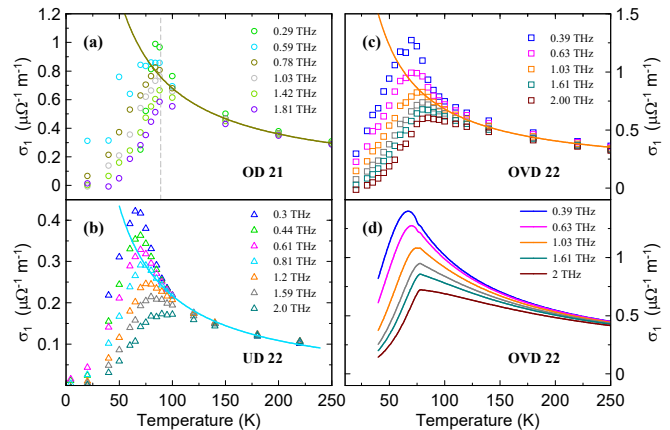 (a)
0.29 THz
0.59 THz
0.78 THz
1.03 THz
1.42 THz
1.81 THz
OD 21
σ₁ (μΩ⁻¹ m⁻¹)
1.0
0.8
0.6
0.4
0.2
0
(b)
0.3 THz
0.44 THz
0.61 THz
0.81 THz
1.2 THz
1.59 THz
2.0 THz
UD 22
σ₁ (μΩ⁻¹ m⁻¹)
0.4
0.3
0.2
0.1
0 50 100 150 200 250
Temperature (K)
(c)
0.39 THz
0.63 THz
1.03 THz
1.61 THz
2.00 THz
OVD 22
1.5
1.0
0.5
0
σ₁ (μΩ⁻¹ m⁻¹)
(d)
0.39 THz
0.63 THz
1.03 THz
1.61 THz
2 THz
OVD 22
1
0.5
0
σ₁ (μΩ⁻¹ m⁻¹)
50 100 150 200 250
Temperature (K)